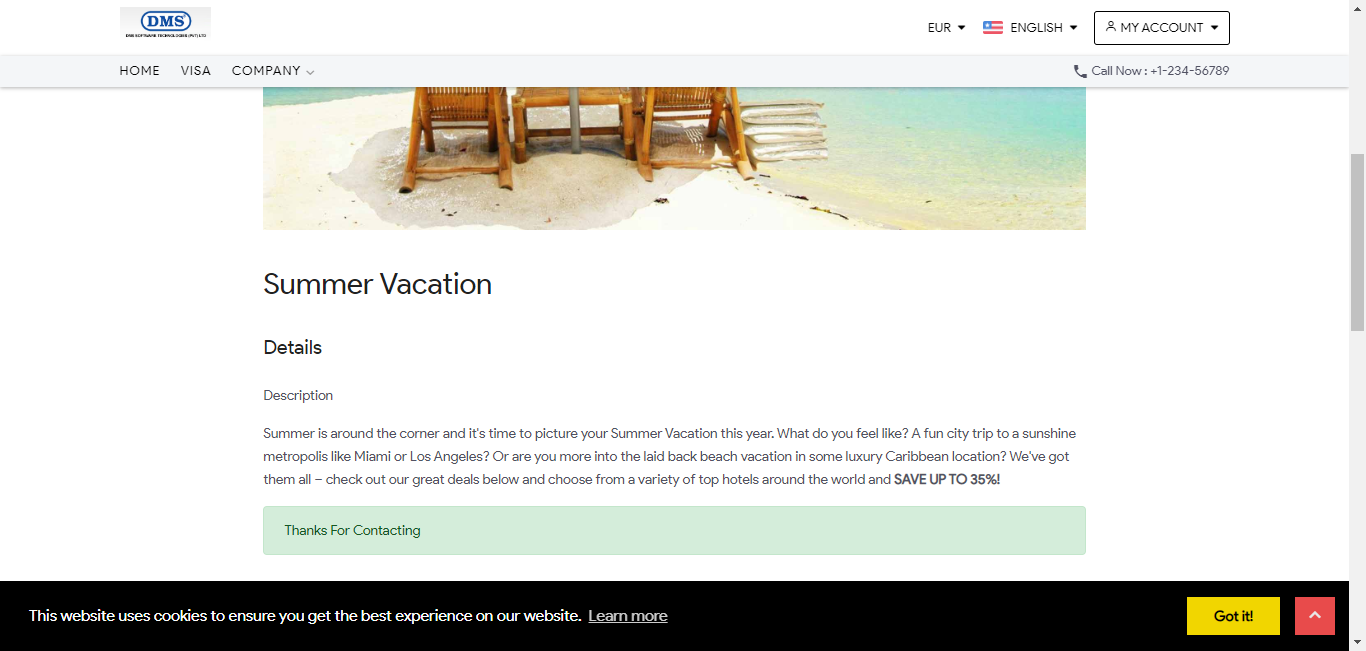 DMS
DMS SOFTWARE TECHNOLOGIES (PVT) LTD
EUR
ENGLISH
MY ACCOUNT
HOME
VISA
COMPANY
Call Now : +1-234-56789
Summer Vacation
Details
Description
Summer is around the corner and it's time to picture your Summer Vacation this year. What do you feel like? A fun city trip to a sunshine
metropolis like Miami or Los Angeles? Or are you more into the laid back beach vacation in some luxury Caribbean location? We've got
them all – check out our great deals below and choose from a variety of top hotels around the world and SAVE UP TO 35%!
Thanks For Contacting
This website uses cookies to ensure you get the best experience on our website. Learn more
Got it!